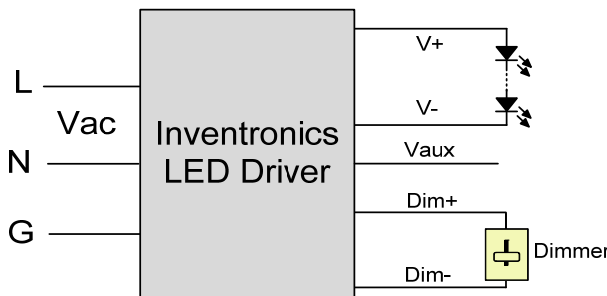 L
Vac
N
G
Inventronics
LED Driver
V+
V-
Vaux
Dim+
Dim-
Dimmer